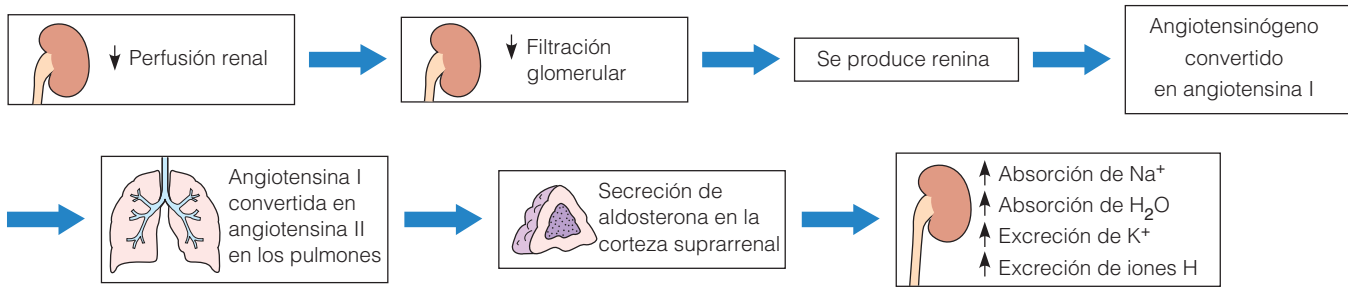 Perfusión renal
Filtración
glomerular
Se produce renina
Angiotensinógeno
convertido
en angiotensina I
Angiotensina I
convertida en
angiotensina II
en los pulmones
Secreción de
aldosterona en la
corteza suprarrenal
Absorción de Na⁺
Absorción de H₂O
Excreción de K⁺
Excreción de iones H